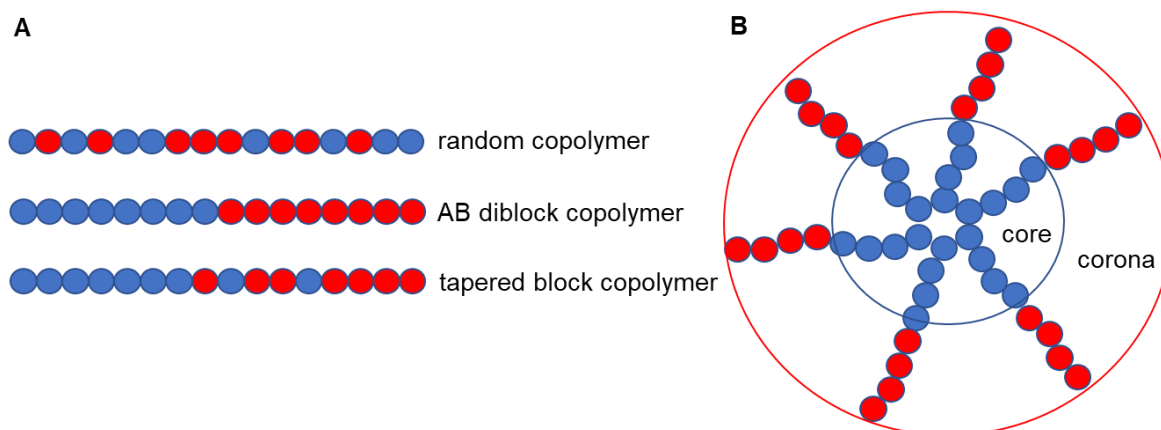 A
random copolymer
AB diblock copolymer
tapered block copolymer
B
core
corona